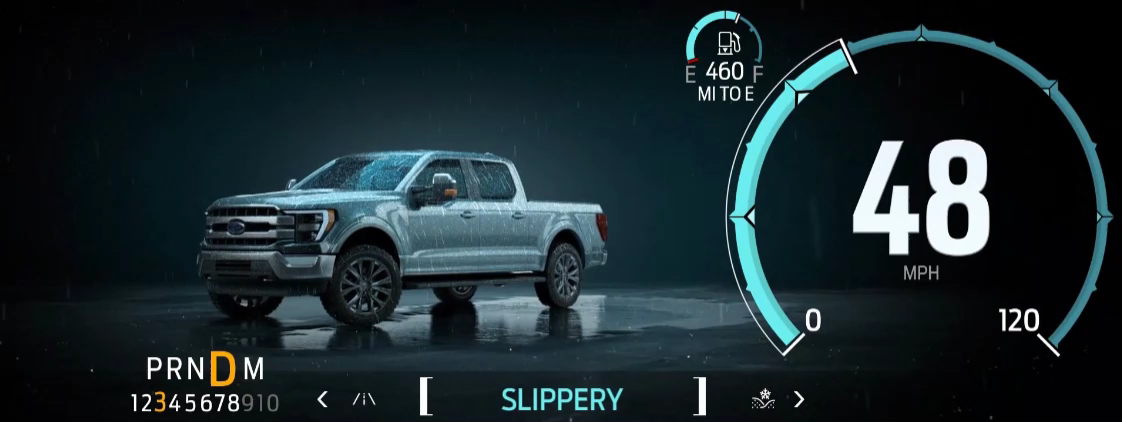 E 460 F
MI TO E
48
MPH
0 120
PRNDM
12345678910
SLIPPERY